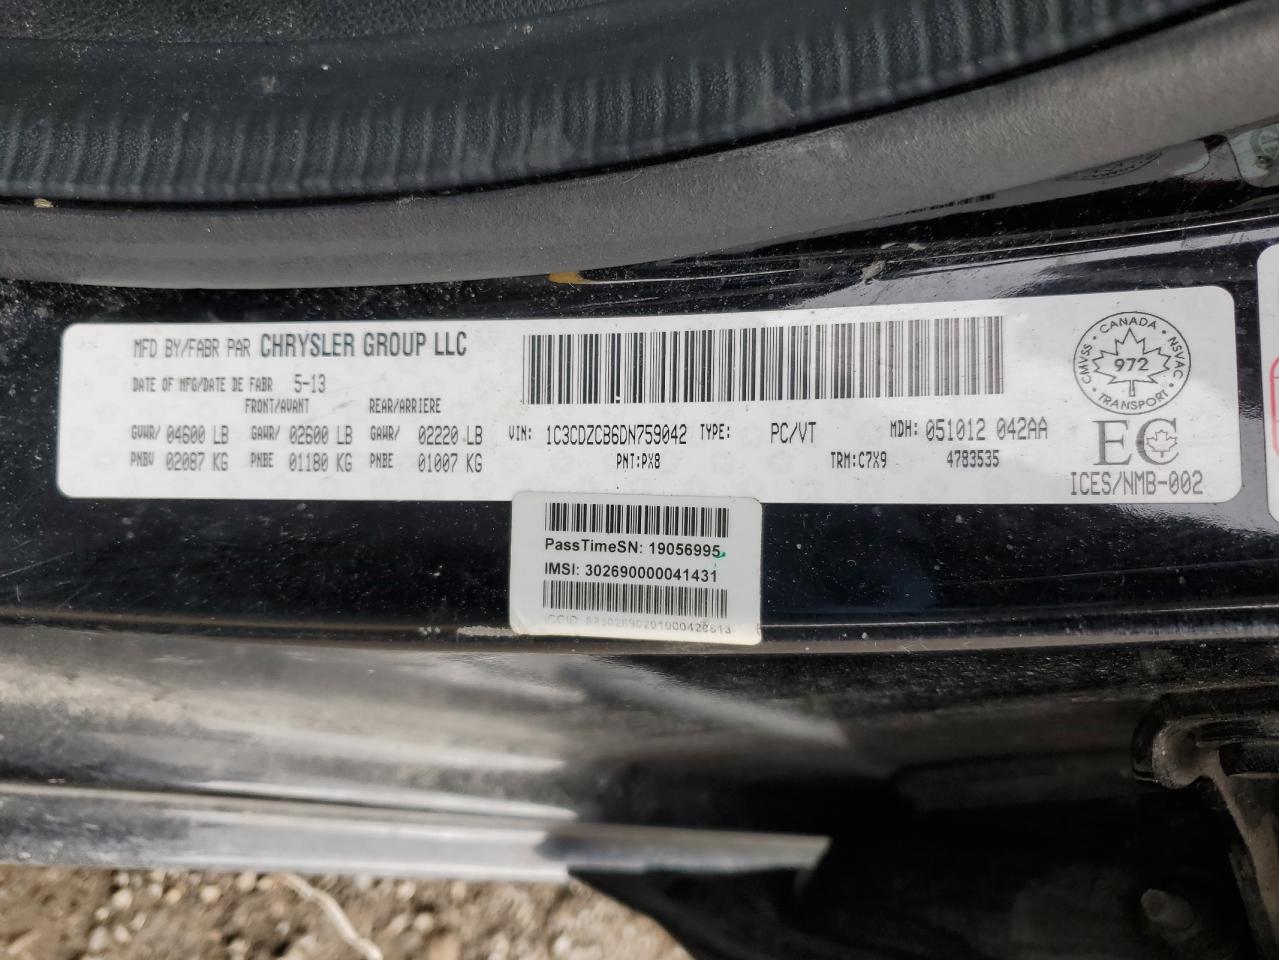 MFD BY/FABR PAR CHRYSLER GROUP LLC
DATE OF MFG/DATE DE FABR 5-13
FRONT/AVANT REAR/ARRIERE
GVWR/ 04600 LB GAWR/ 02600 LB GAWR/ 02220 LB
PNBV 02087 KG PNBE 01180 KG PNBE 01007 KG
VIN: 1C3CDZCB6DN759042 TYPE: PC/VT MDH: 051012 042AA
PNT:PX8 TRM:C7X9 4783535
CMVSS · CANADA · NSVAC · TRANSPORT ·
972
EC
ICES/NMB-002
PassTimeSN: 19056995
IMSI: 302690000041431
ICCID: